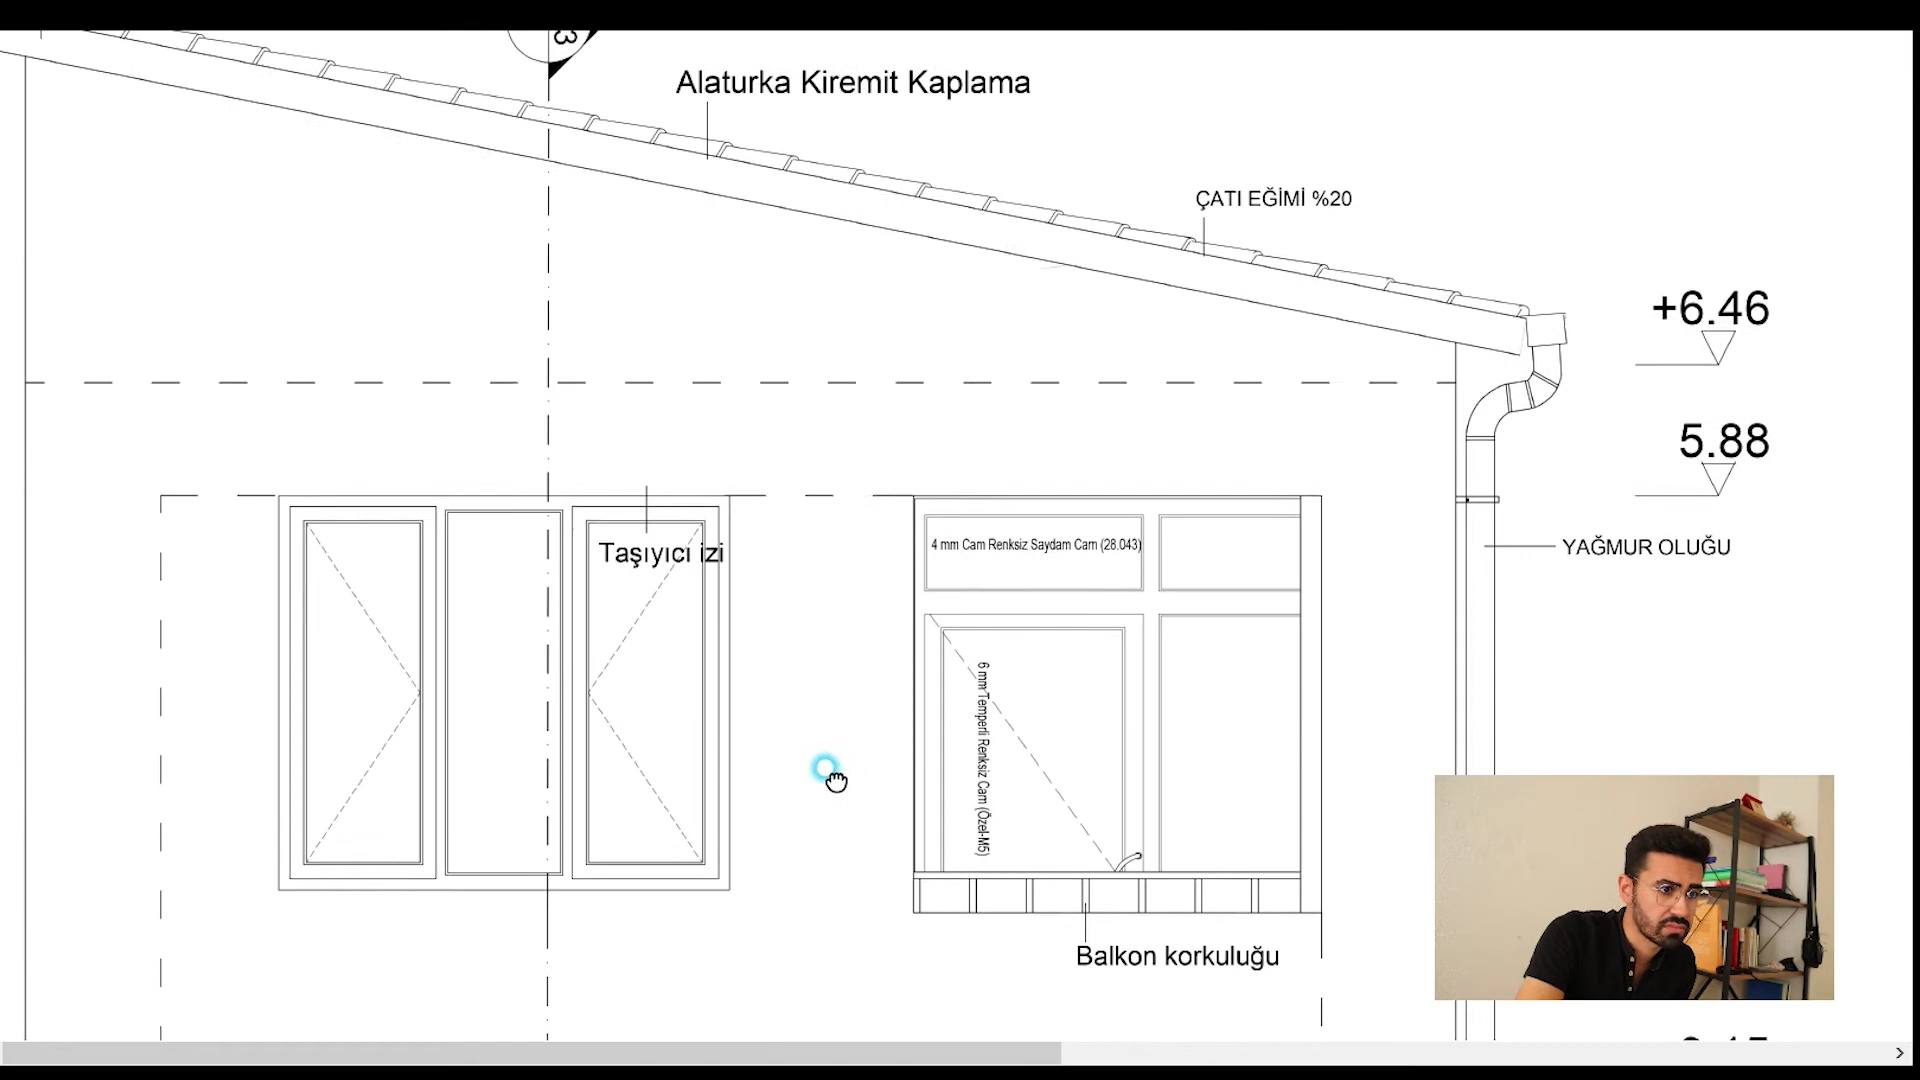 3
Alaturka Kiremit Kaplama
ÇATI EĞİMİ %20
+6.46
5.88
4 mm Cam Renksiz Saydam Cam (28.043)
Taşıyıcı izi
YAĞMUR OLUĞU
6 mm Temperli Renksiz Cam (Özel-M5)
Balkon korkuluğu